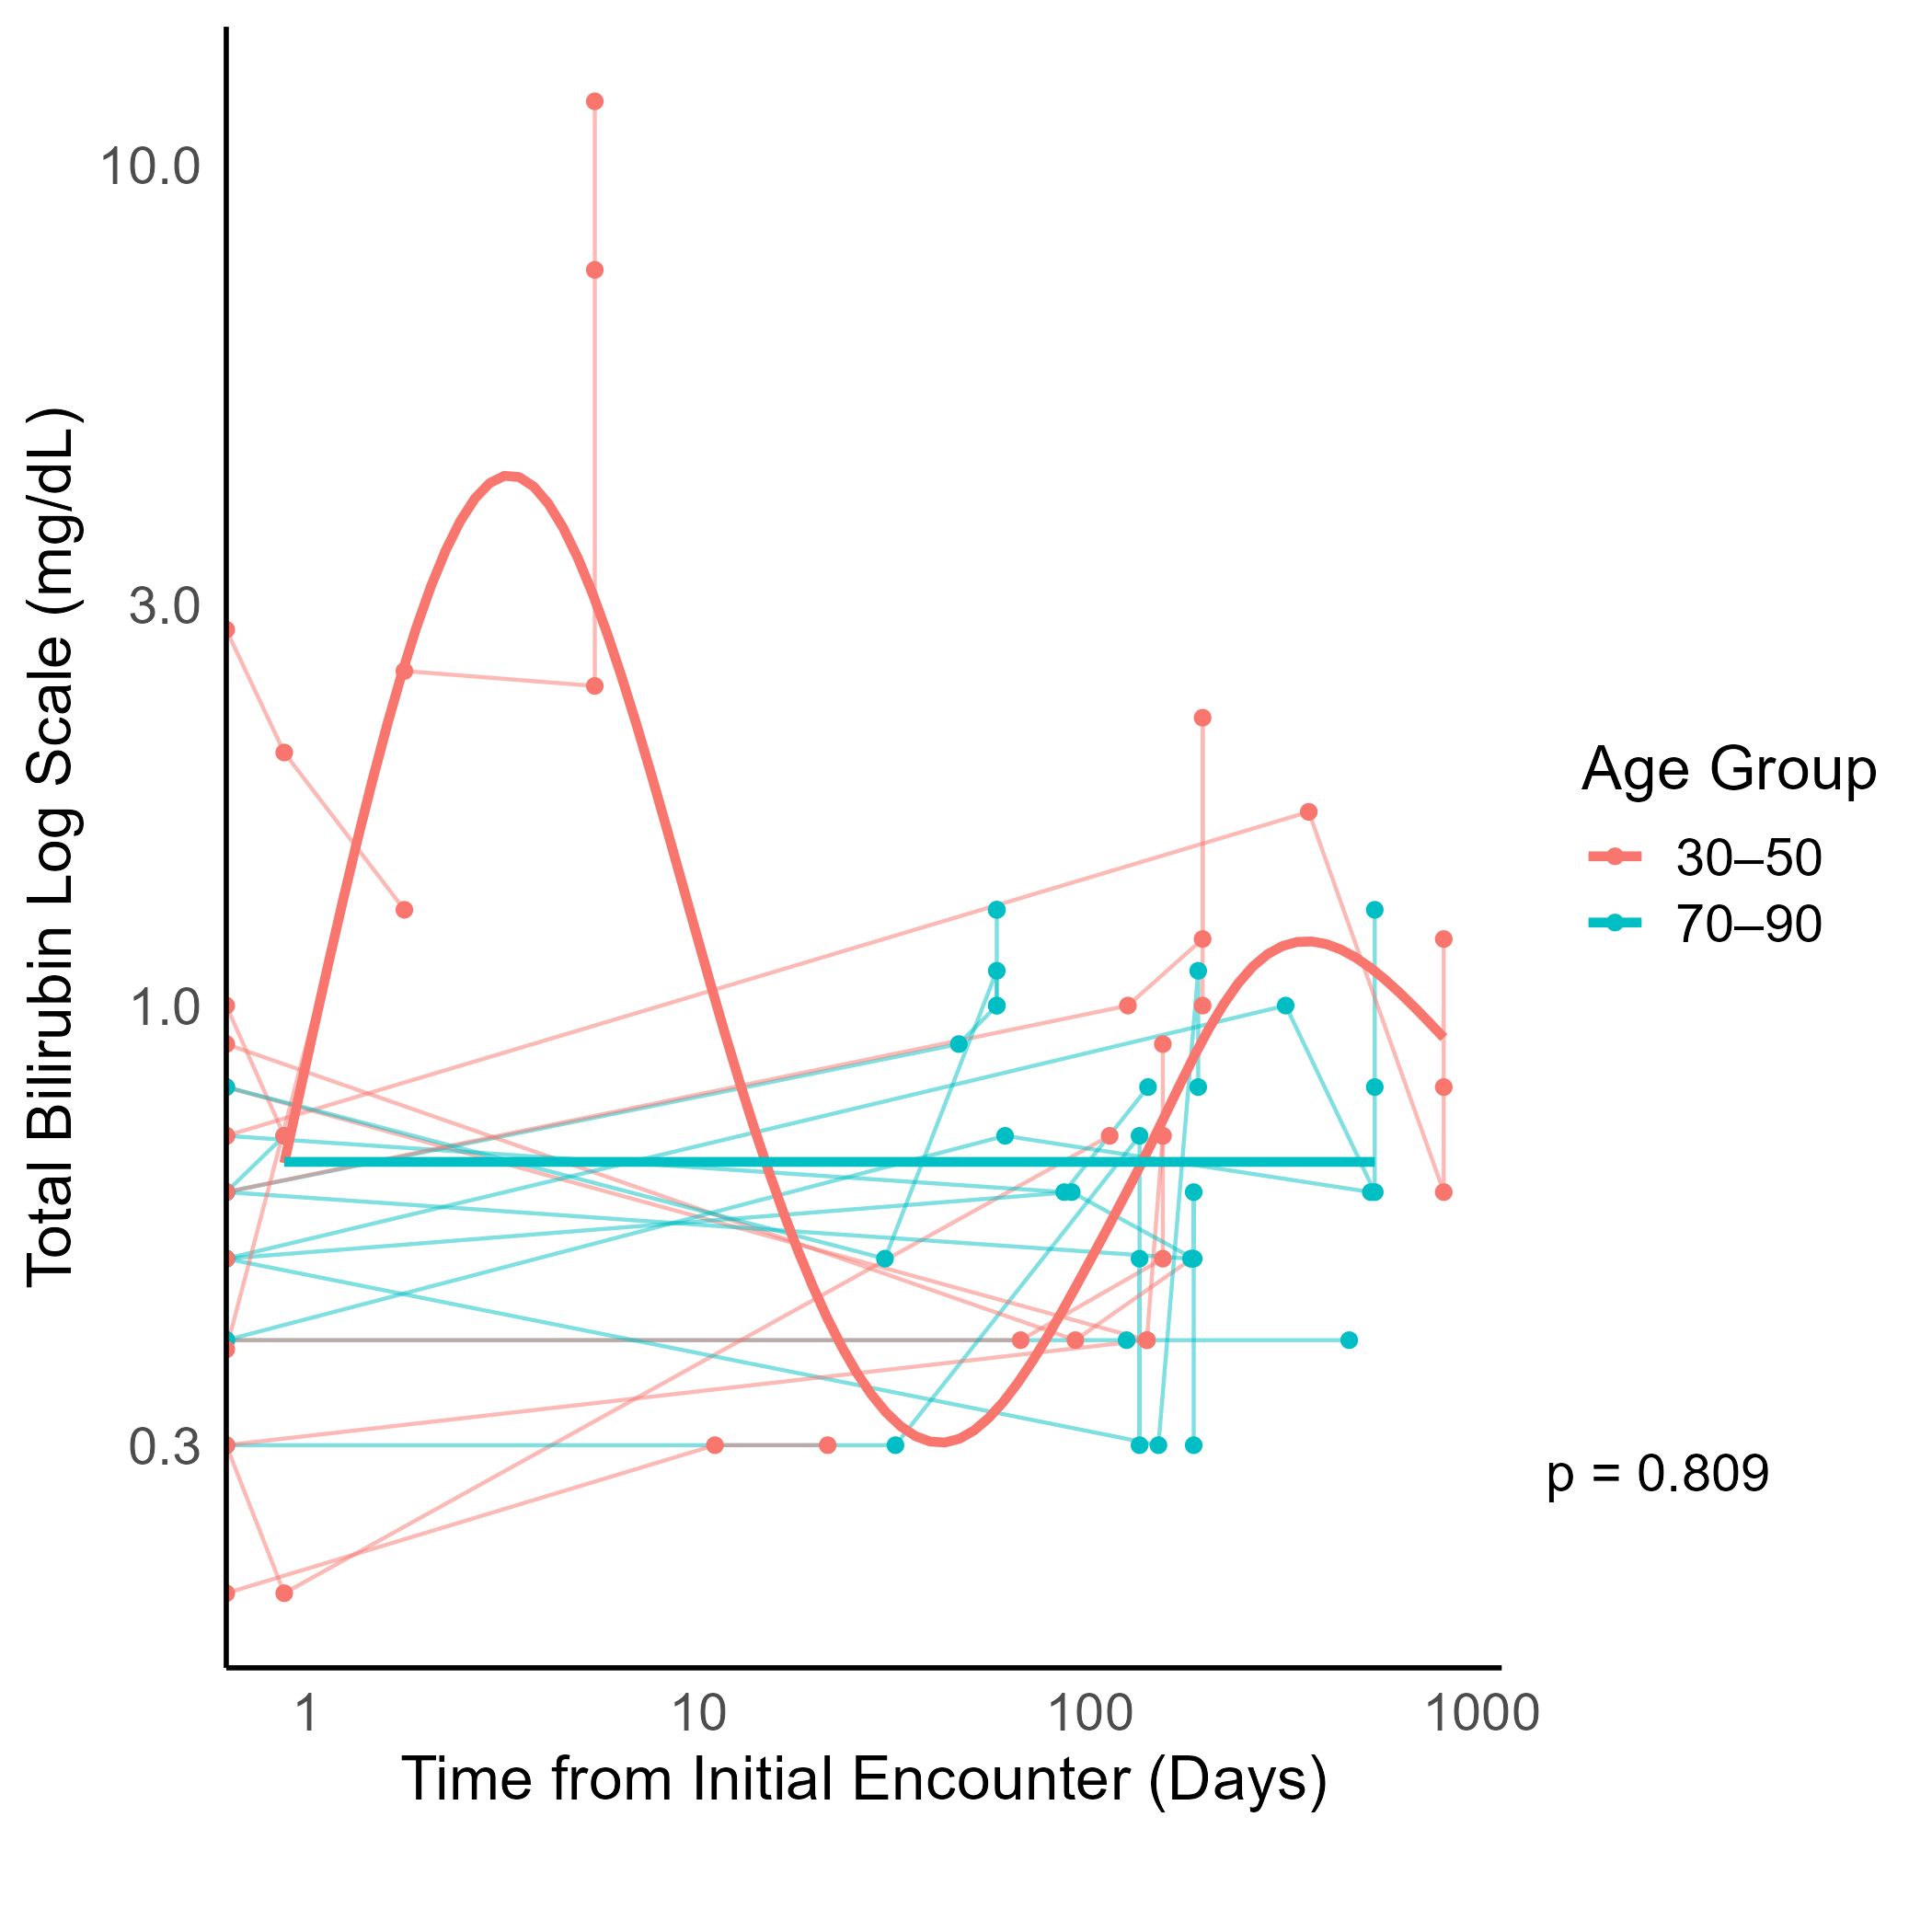 Total Bilirubin Log Scale (mg/dL)
10.0
3.0
1.0
0.3
1
10
100
1000
Time from Initial Encounter (Days)
Age Group
30–50
70–90
p = 0.809